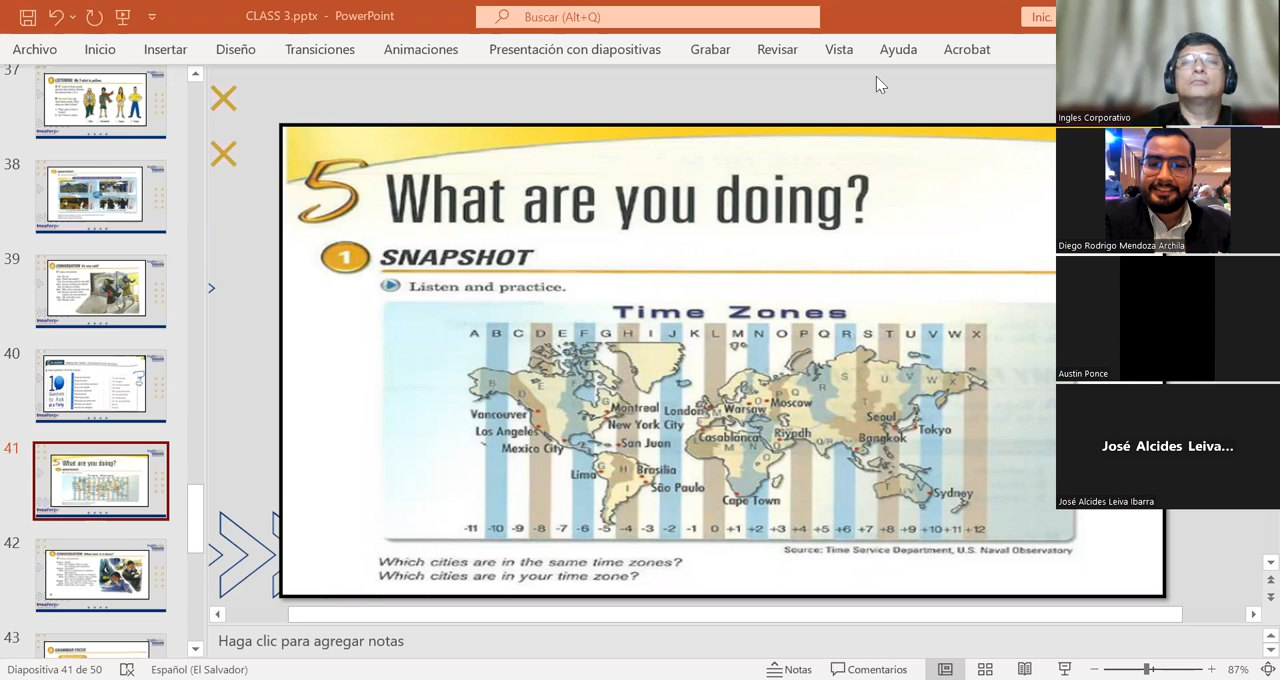 CLASS 3.pptx - PowerPoint
Buscar (Alt+Q)
Inic.
Archivo Inicio Insertar Diseño Transiciones Animaciones Presentación con diapositivas Grabar Revisar Vista Ayuda Acrobat
37
38
39
40
41
42
43
What are you doing?
5 What are you doing?
1 SNAPSHOT
Listen and practice.
Time Zones
A B C D E F G H I J K L M N O P Q R S T U V W X
Vancouver
Los Angeles
Mexico City
Montreal
New York City
San Juan
Lima
Brasilia
São Paulo
London
Warsaw
Moscow
Casablanca
Riyadh
Cape Town
Seoul
Tokyo
Bangkok
Sydney
-11 -10 -9 -8 -7 -6 -5 -4 -3 -2 -1 0 +1 +2 +3 +4 +5 +6 +7 +8 +9 +10 +11 +12
Source: Time Service Department, U.S. Naval Observatory
Which cities are in the same time zones?
Which cities are in your time zone?
Ingles Corporativo
Diego Rodrigo Mendoza Archila
Austin Ponce
José Alcides Leiva...
José Alcides Leiva Ibarra
Haga clic para agregar notas
Diapositiva 41 de 50 Español (El Salvador) Notas Comentarios 87%